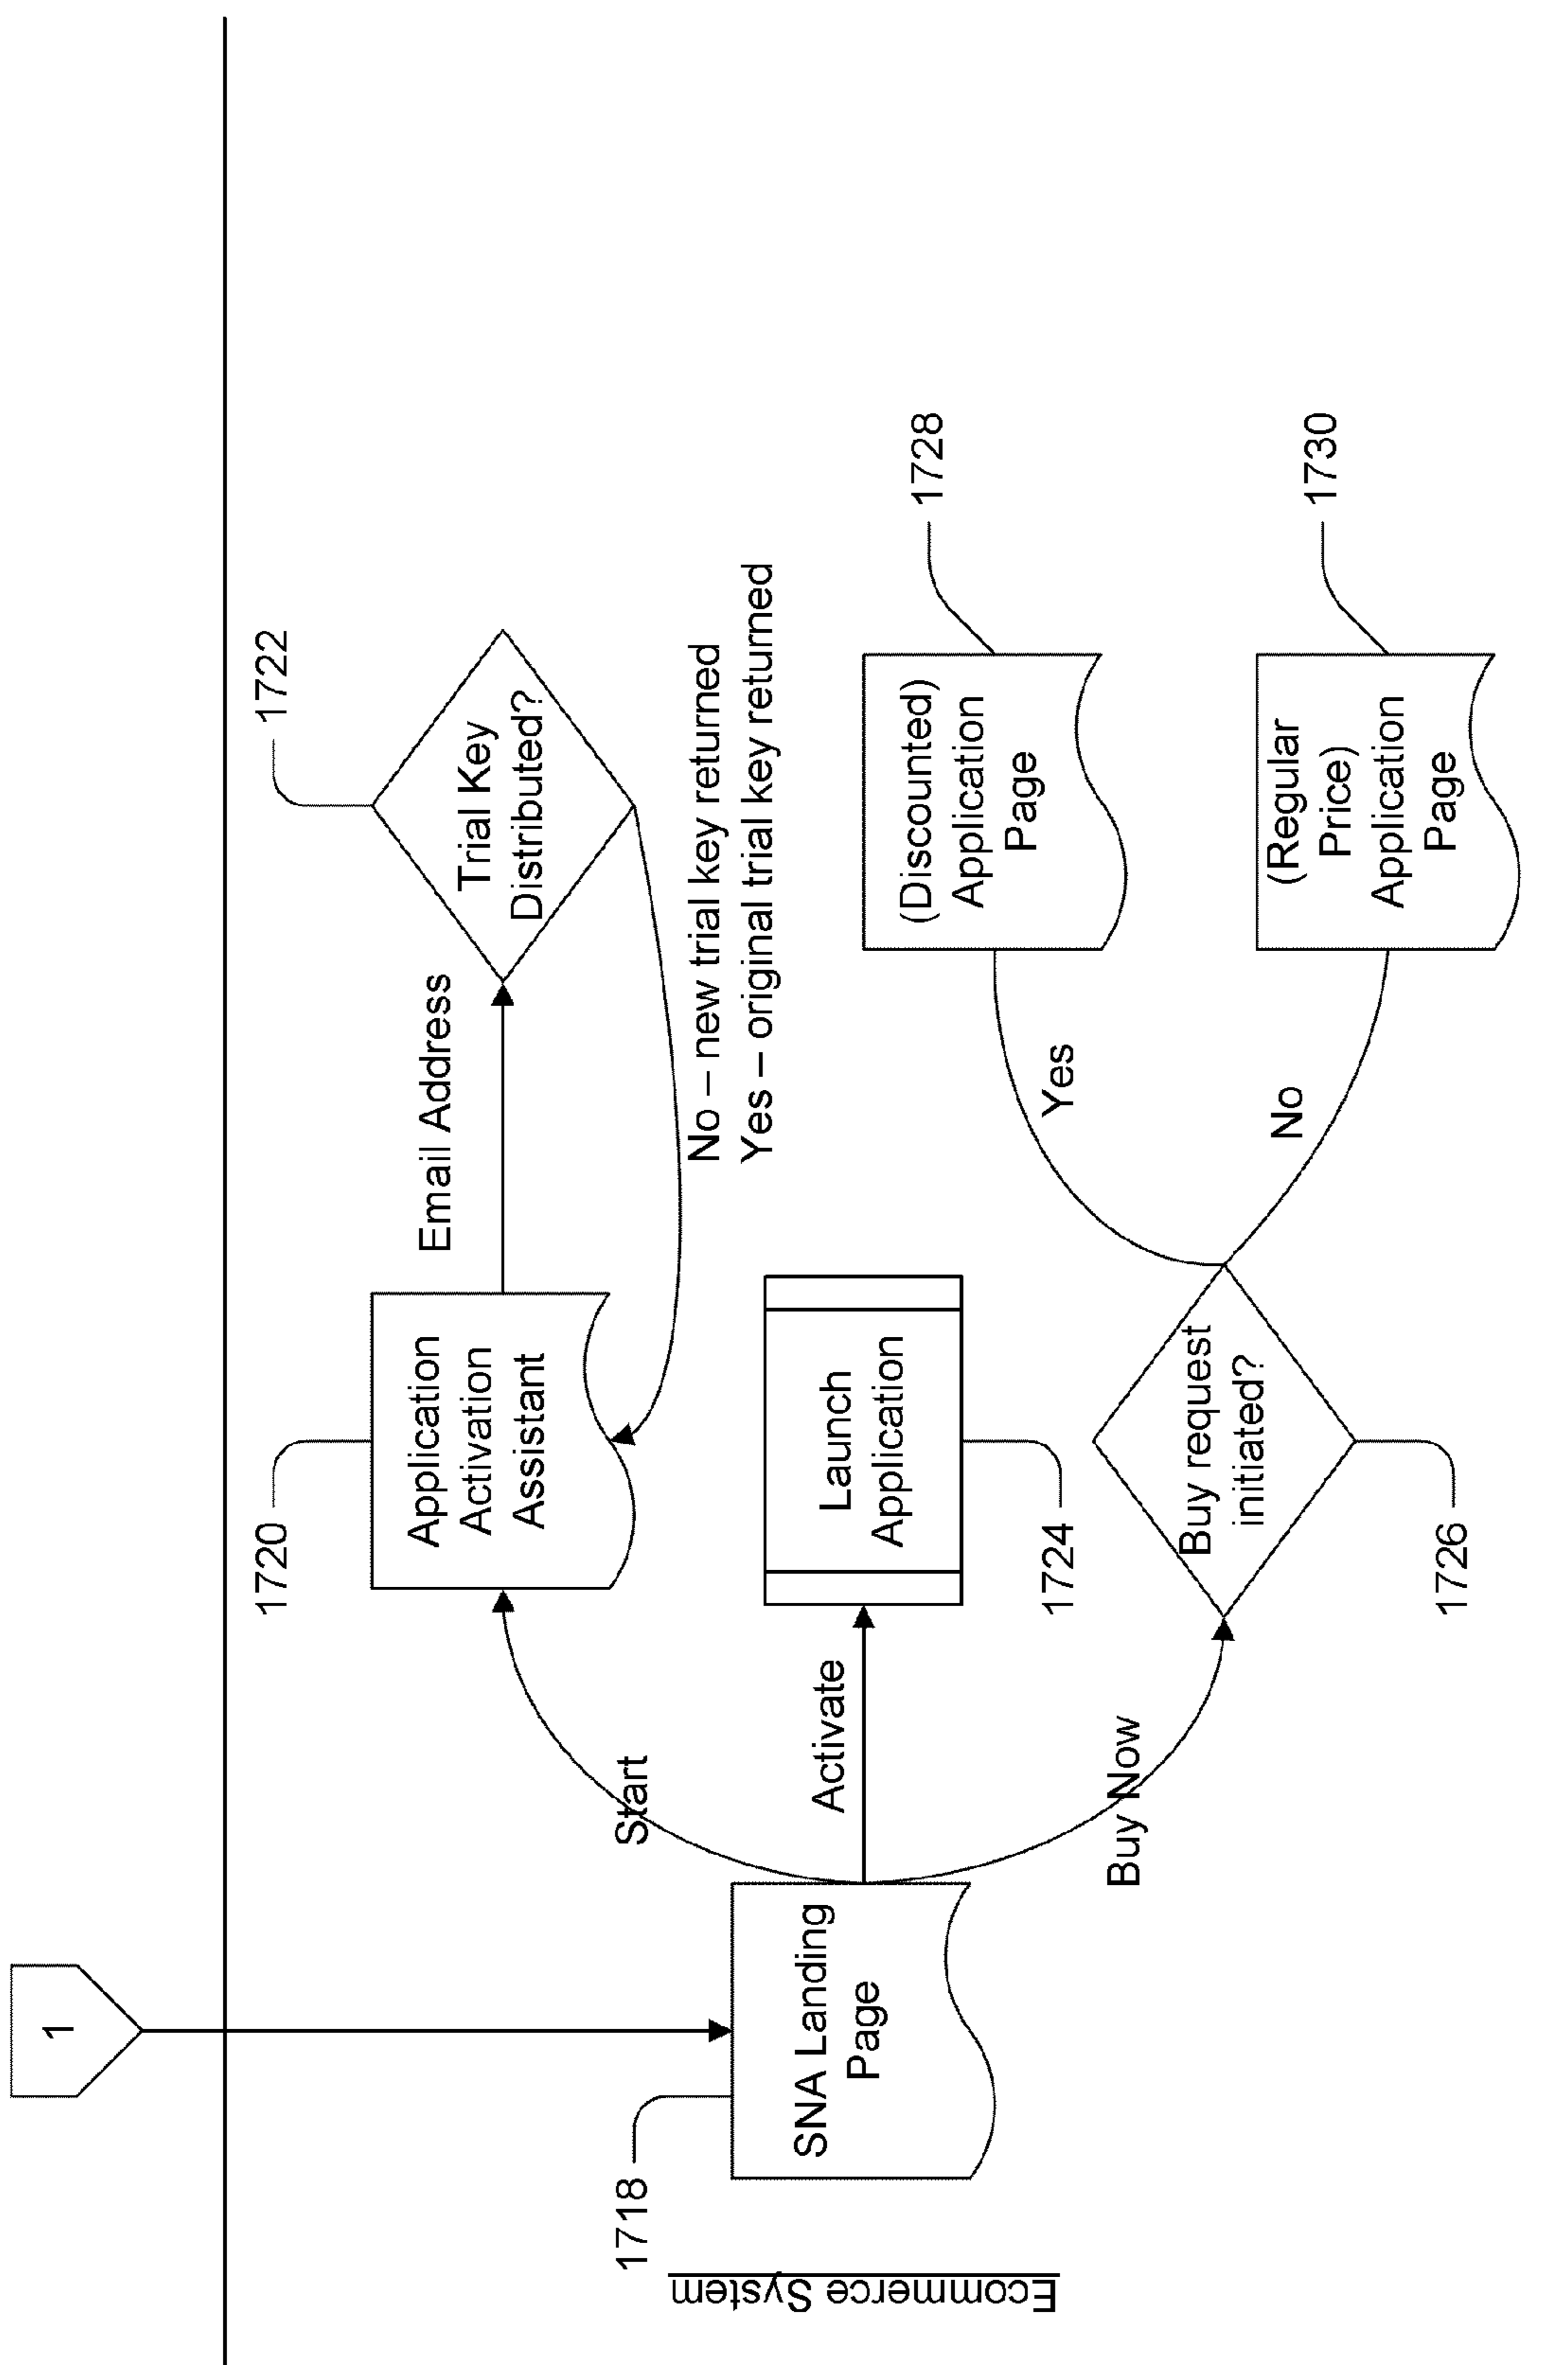 1
Ecommerce System
1718
SNA Landing
Page
Start
Activate
Buy Now
1720
Application
Activation
Assistant
Email Address
1722
Trial Key
Distributed?
No – new trial key returned
Yes – original trial key returned
Launch
Application
1724
Buy request
initiated?
1726
Yes
No
(Discounted)
Application
Page
1728
(Regular
Price)
Application
Page
1730